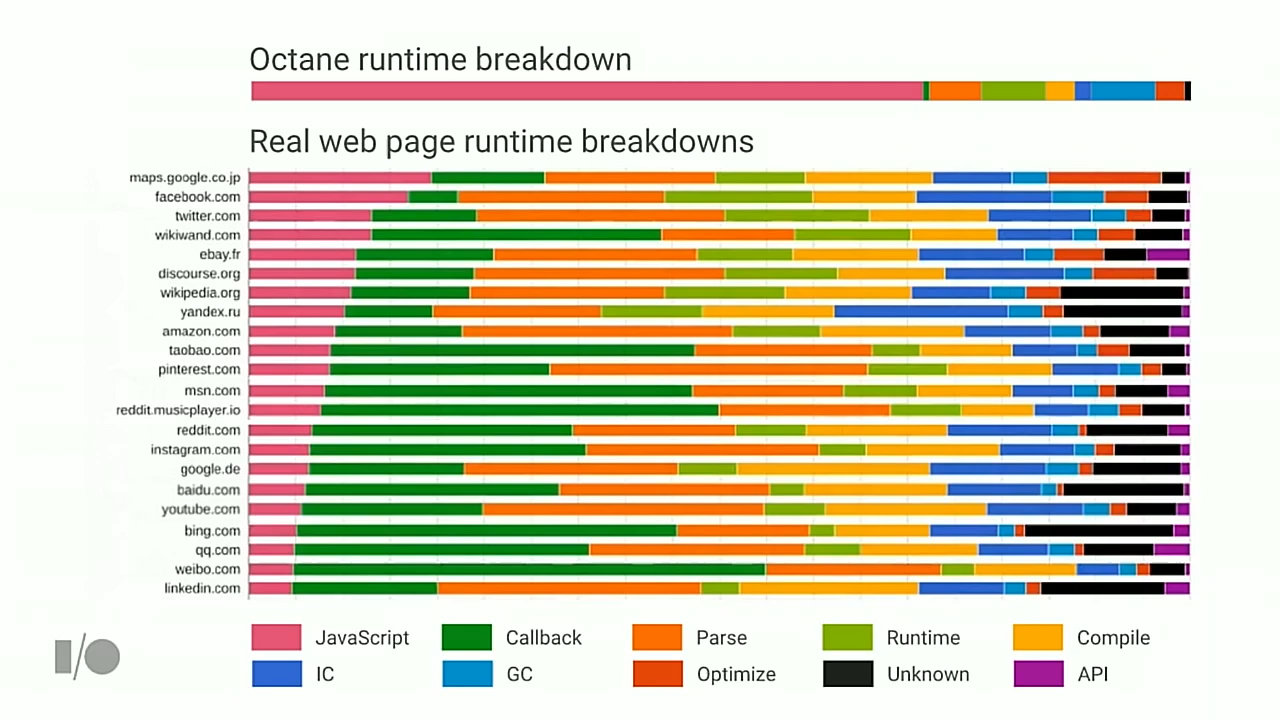 Octane runtime breakdown
Real web page runtime breakdowns
maps.google.co.jp
facebook.com
twitter.com
wikiwand.com
ebay.fr
discourse.org
wikipedia.org
yandex.ru
amazon.com
taobao.com
pinterest.com
msn.com
reddit.musicplayer.io
reddit.com
instagram.com
google.de
baidu.com
youtube.com
bing.com
qq.com
weibo.com
linkedin.com
JavaScript Callback Parse Runtime Compile
I/O IC GC Optimize Unknown API